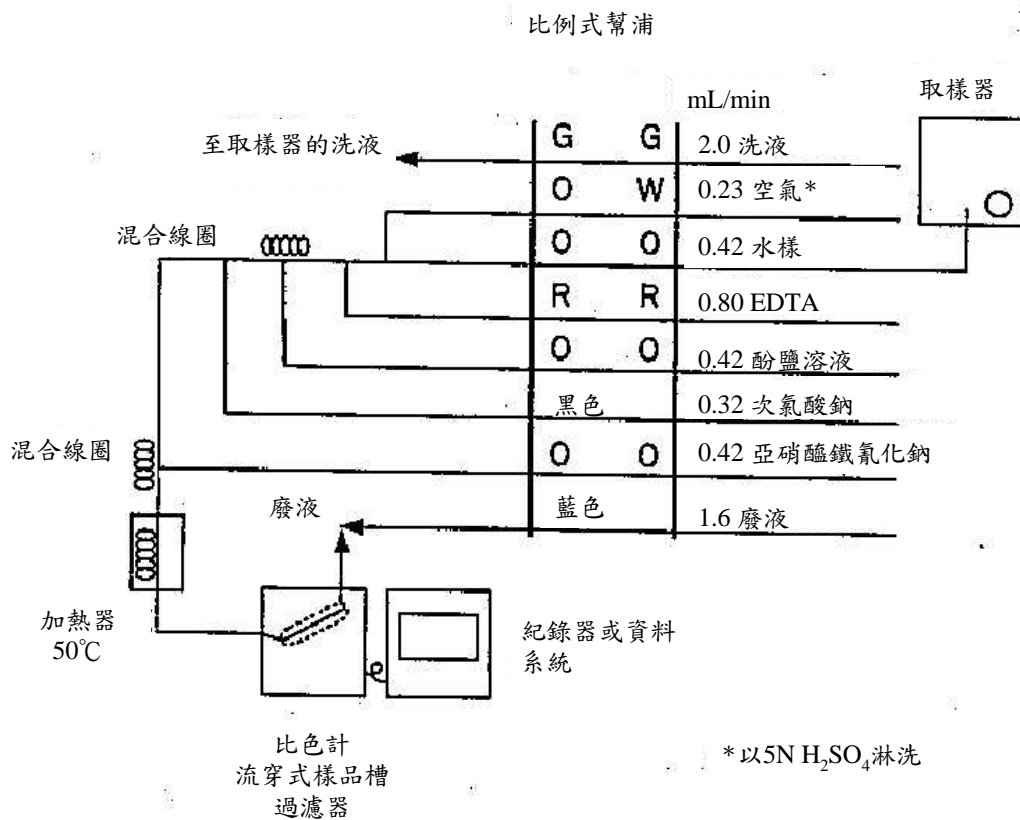 比例式幫浦
mL/min
取樣器
至取樣器的洗液
G G 2.0 洗液
O W 0.23 空氣*
混合線圈
O O 0.42 水樣
R R 0.80 EDTA
O O 0.42 酚鹽溶液
黑色 0.32 次氯酸鈉
混合線圈
O O 0.42 亞硝醯鐵氰化鈉
廢液
藍色 1.6 廢液
加熱器
50℃
紀錄器或資料
系統
比色計
流穿式樣品槽
過濾器
*以5N H₂SO₄淋洗